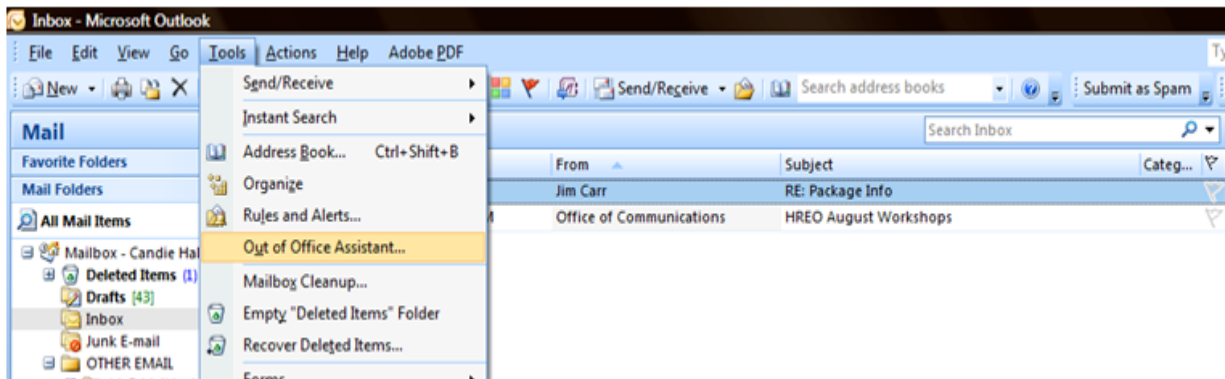 Inbox - Microsoft Outlook
File Edit View Go Tools Actions Help Adobe PDF
New Send/Receive Search address books Submit as Spam
Send/Receive
Instant Search
Address Book... Ctrl+Shift+B
Organize
Rules and Alerts...
Out of Office Assistant...
Mailbox Cleanup...
Empty "Deleted Items" Folder
Recover Deleted Items...
Forms
Mail
Search Inbox
Favorite Folders
Mail Folders
All Mail Items
Mailbox - Candie
Deleted Items (1)
Drafts [43]
Inbox
Junk E-mail
OTHER EMAIL
From Subject Categ...
Jim Carr RE: Package Info
Office of Communications HREO August Workshops